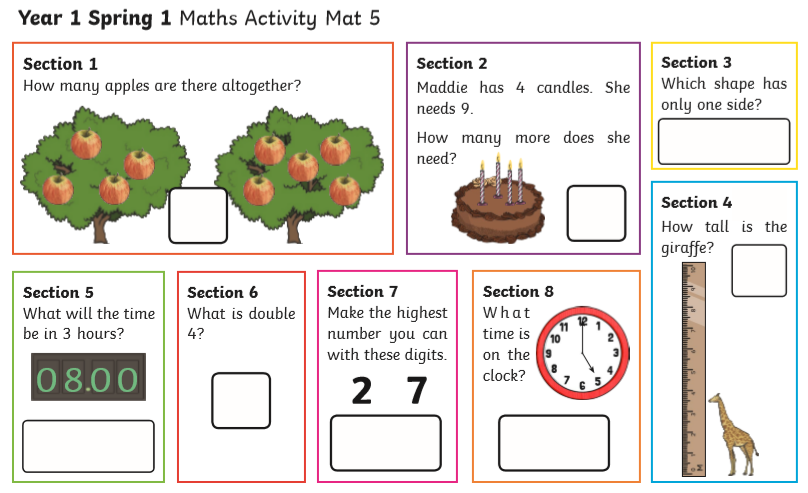 Year 1 Spring 1 Maths Activity Mat 5
Section 1
How many apples are there altogether?
Section 2
Maddie has 4 candles. She
needs 9.
How many more does she
need?
Section 3
Which shape has
only one side?
Section 4
How tall is the
giraffe?
Section 5
What will the time
be in 3 hours?
08.00
Section 6
What is double
4?
Section 7
Make the highest
number you can
with these digits.
2 7
Section 8
What
time is
on the
clock?
12
1
2
3
4
5
6
7
8
9
10
11